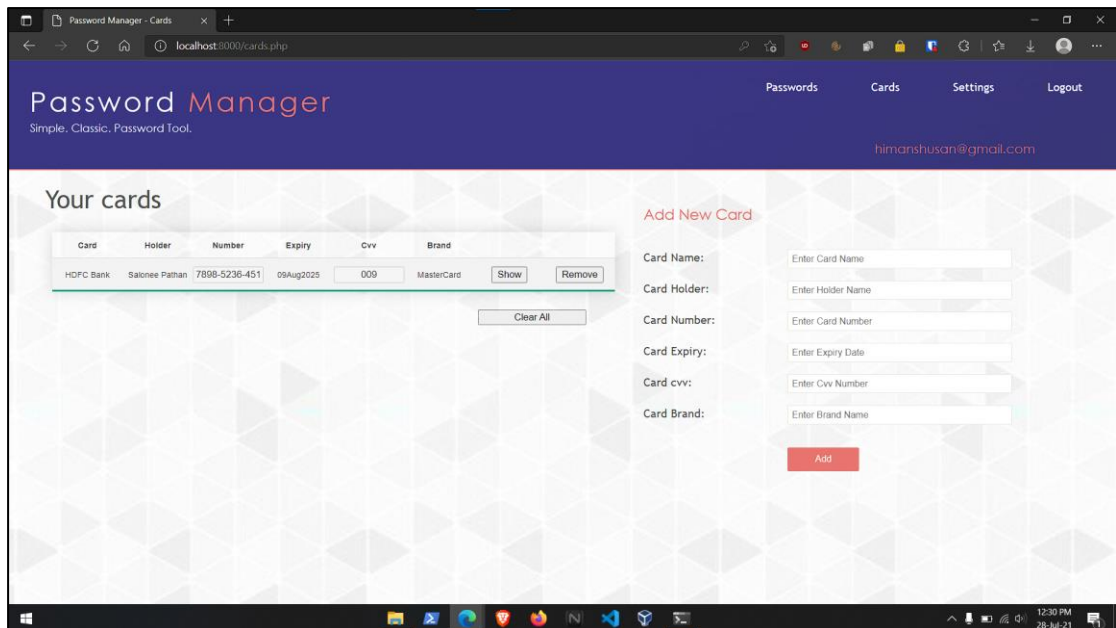 Password Manager - Cards
localhost:8000/cards.php
Passwords Cards Settings Logout
Password Manager
Simple. Classic. Password Tool.
himanshusan@gmail.com
Your cards
Card Holder Number Expiry Cvv Brand
HDFC Bank Salonee Pathan 7898-5236-451 09Aug2025 009 MasterCard Show Remove
Clear All
Add New Card
Card Name: Enter Card Name
Card Holder: Enter Holder Name
Card Number: Enter Card Number
Card Expiry: Enter Expiry Date
Card cvv: Enter Cvv Number
Card Brand: Enter Brand Name
Add
12:30 PM
28-Jul-21